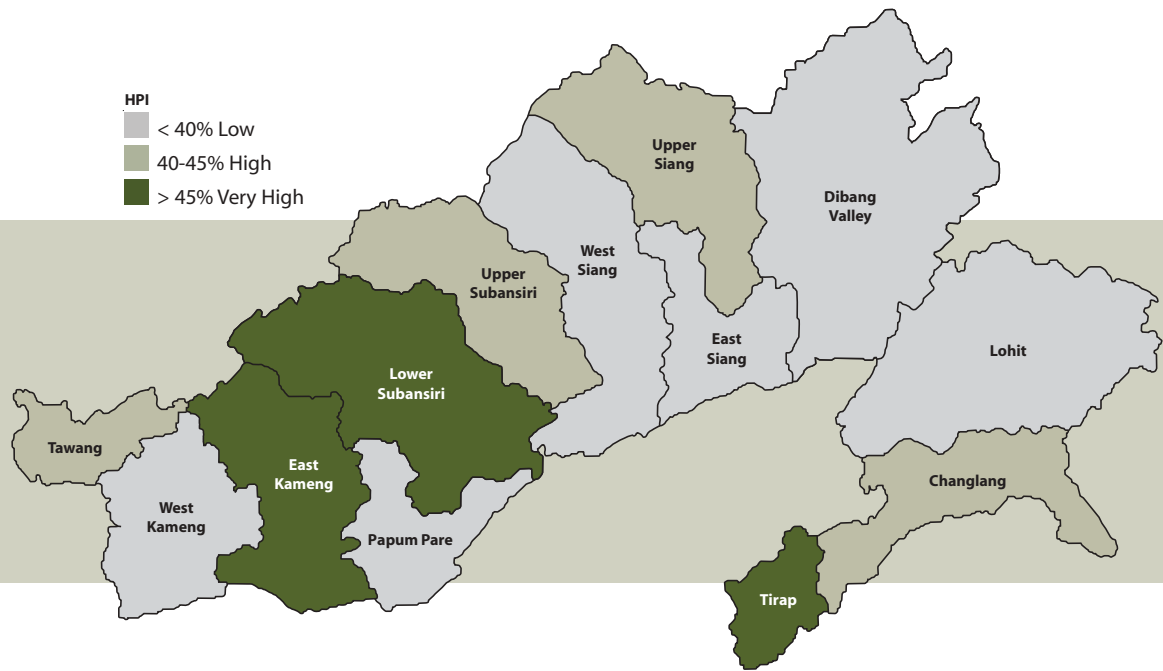 HPI
< 40% Low
40-45% High
> 45% Very High
Upper
Siang
Dibang
Valley
West
Siang
Upper
Subansiri
East
Siang
Lohit
Lower
Subansiri
Tawang
East
Kameng
Changlang
West
Kameng
Papum Pare
Tirap